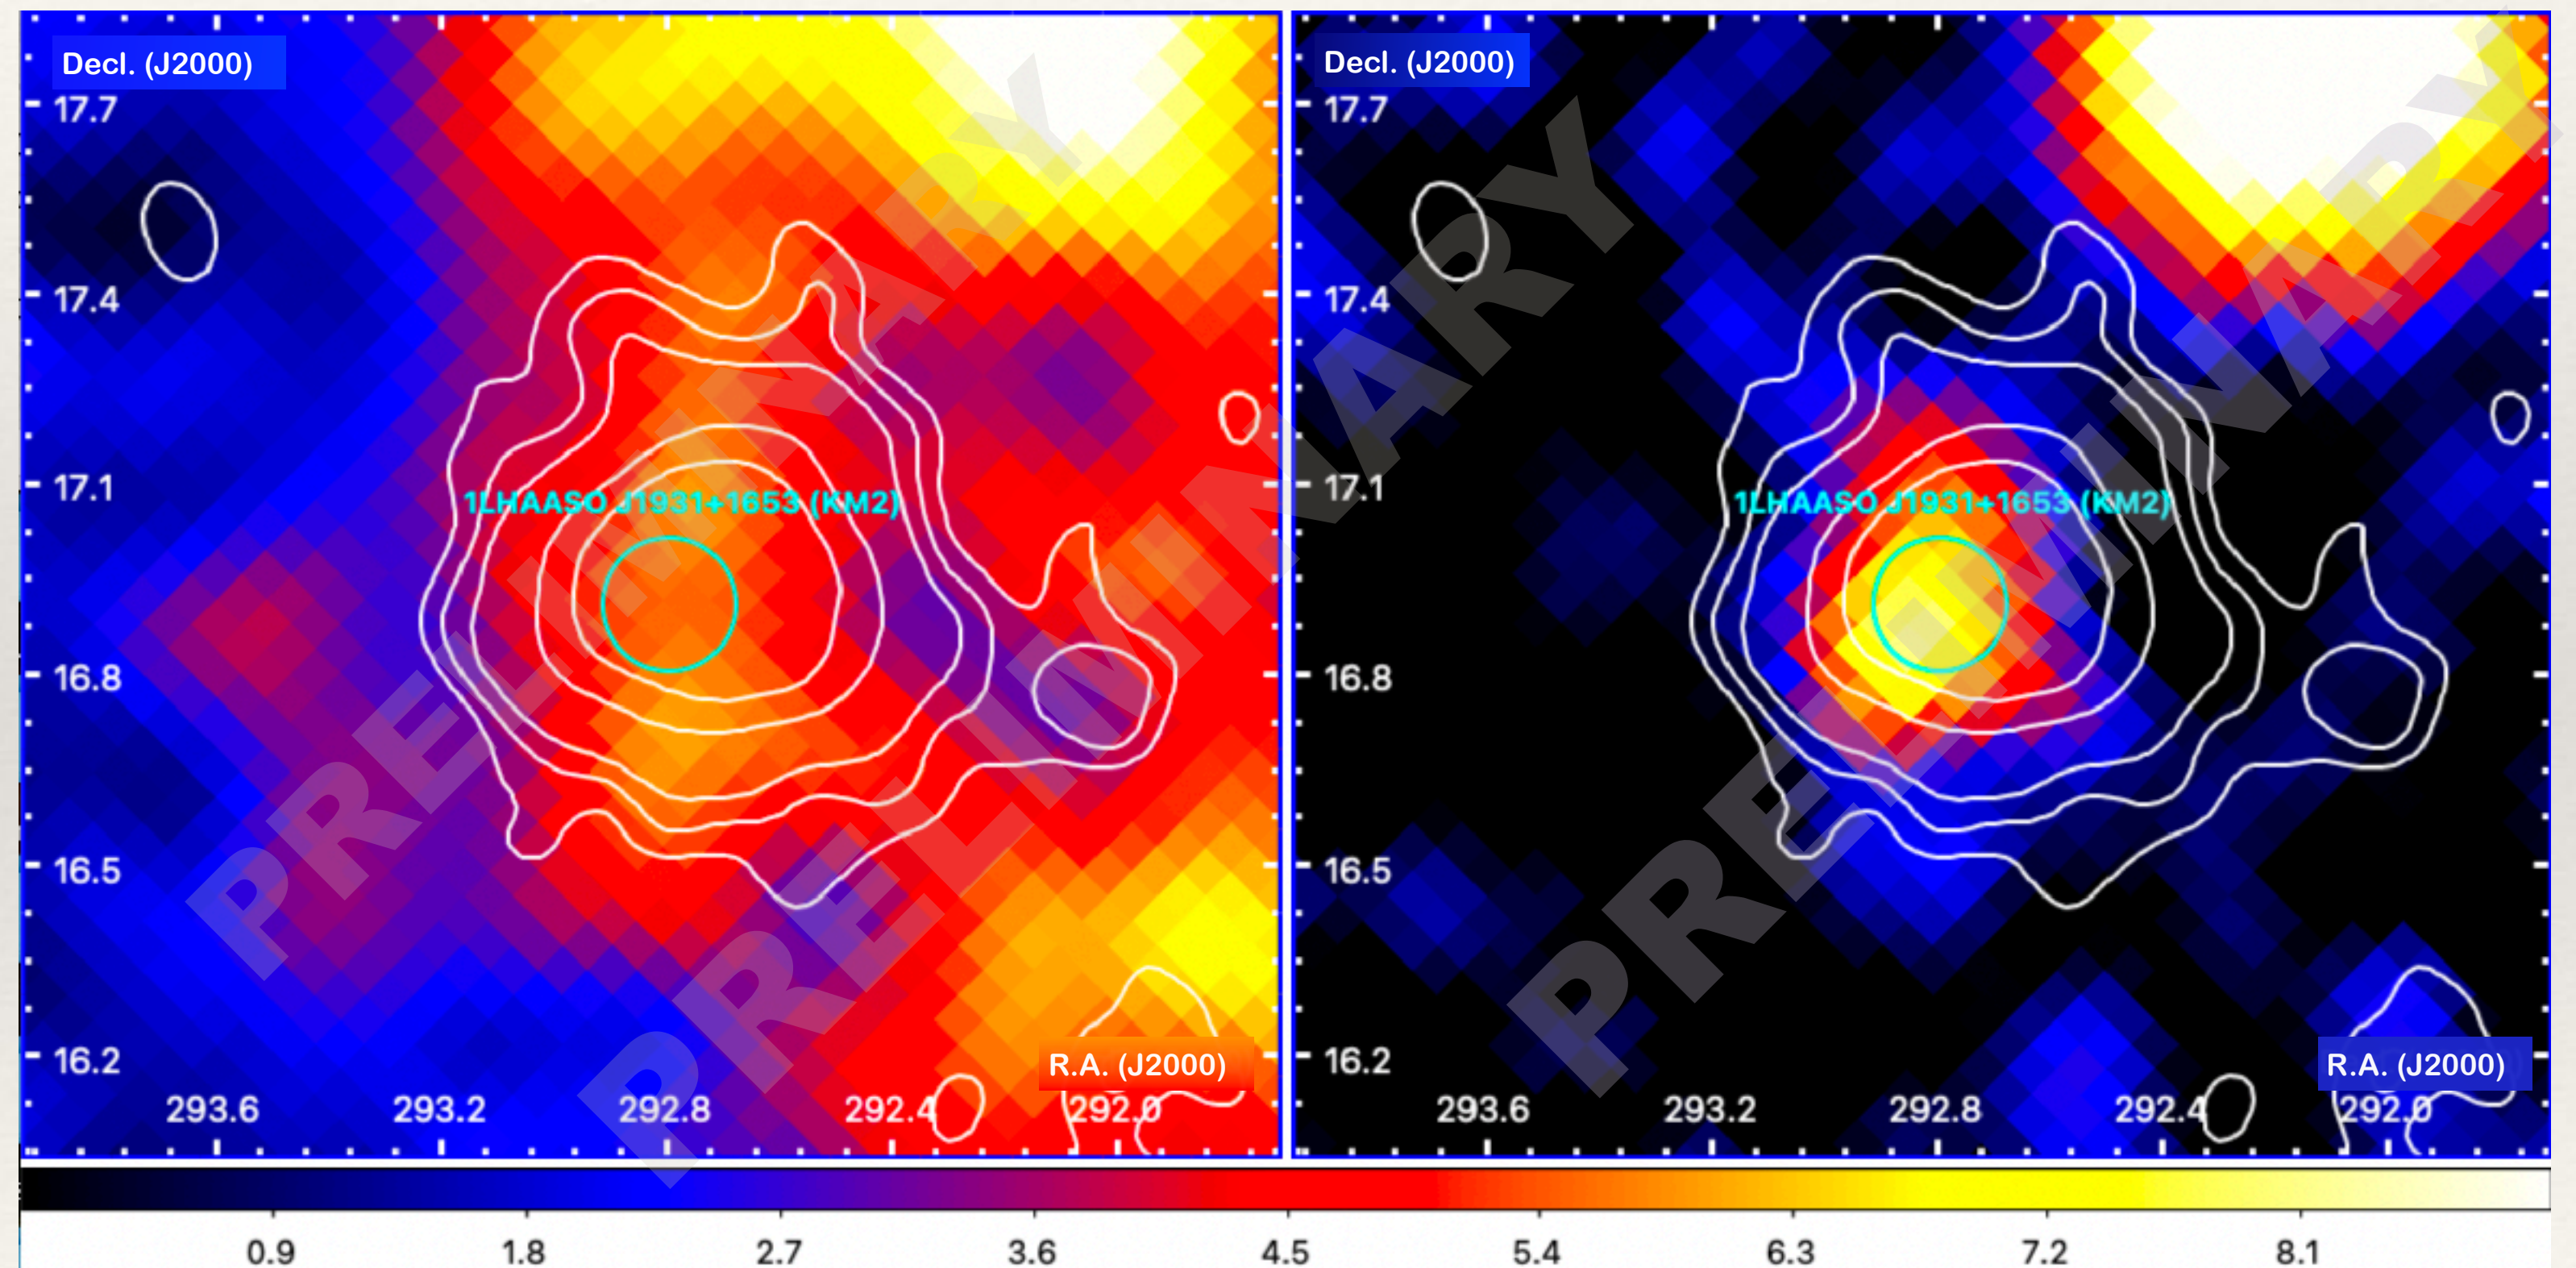 Decl. (J2000)
17.7
17.4
17.1
16.8
16.5
16.2
293.6 293.2 292.8 292.4 292.0
R.A. (J2000)
1LHAASO J1931+1653 (KM2)
PRELIMINARY
PRELIMINARY
Decl. (J2000)
17.7
17.4
17.1
16.8
16.5
16.2
293.6 293.2 292.8 292.4 292.0
R.A. (J2000)
1LHAASO J1931+1653 (KM2)
PRELIMINARY
0.9 1.8 2.7 3.6 4.5 5.4 6.3 7.2 8.1